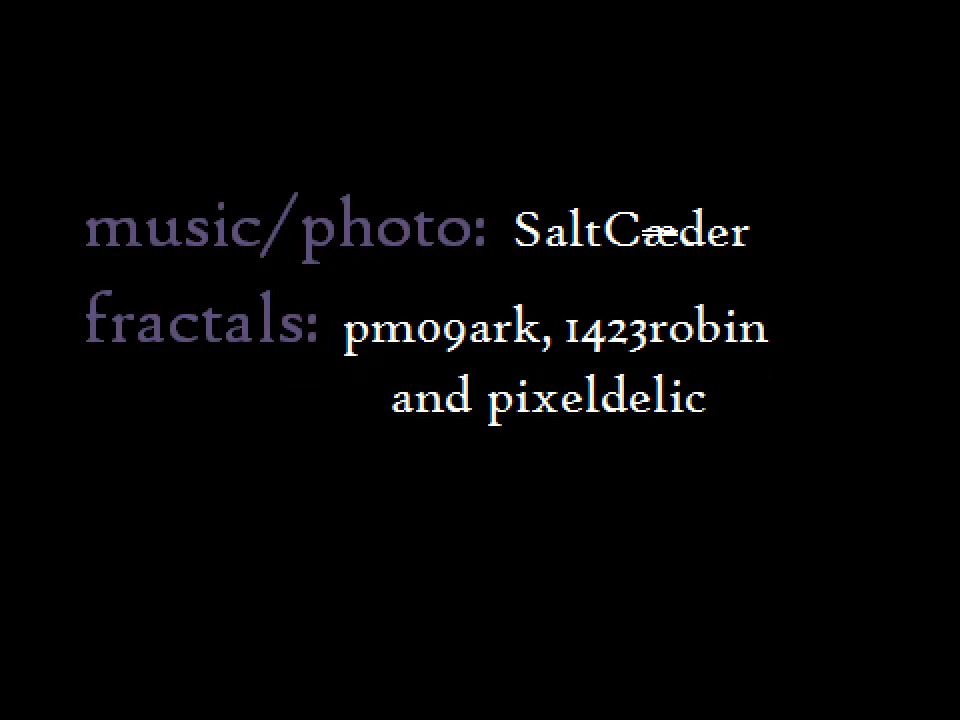 music/photo: SaltCæder
fractals: pm09ark, 1423robin
and pixeldelic